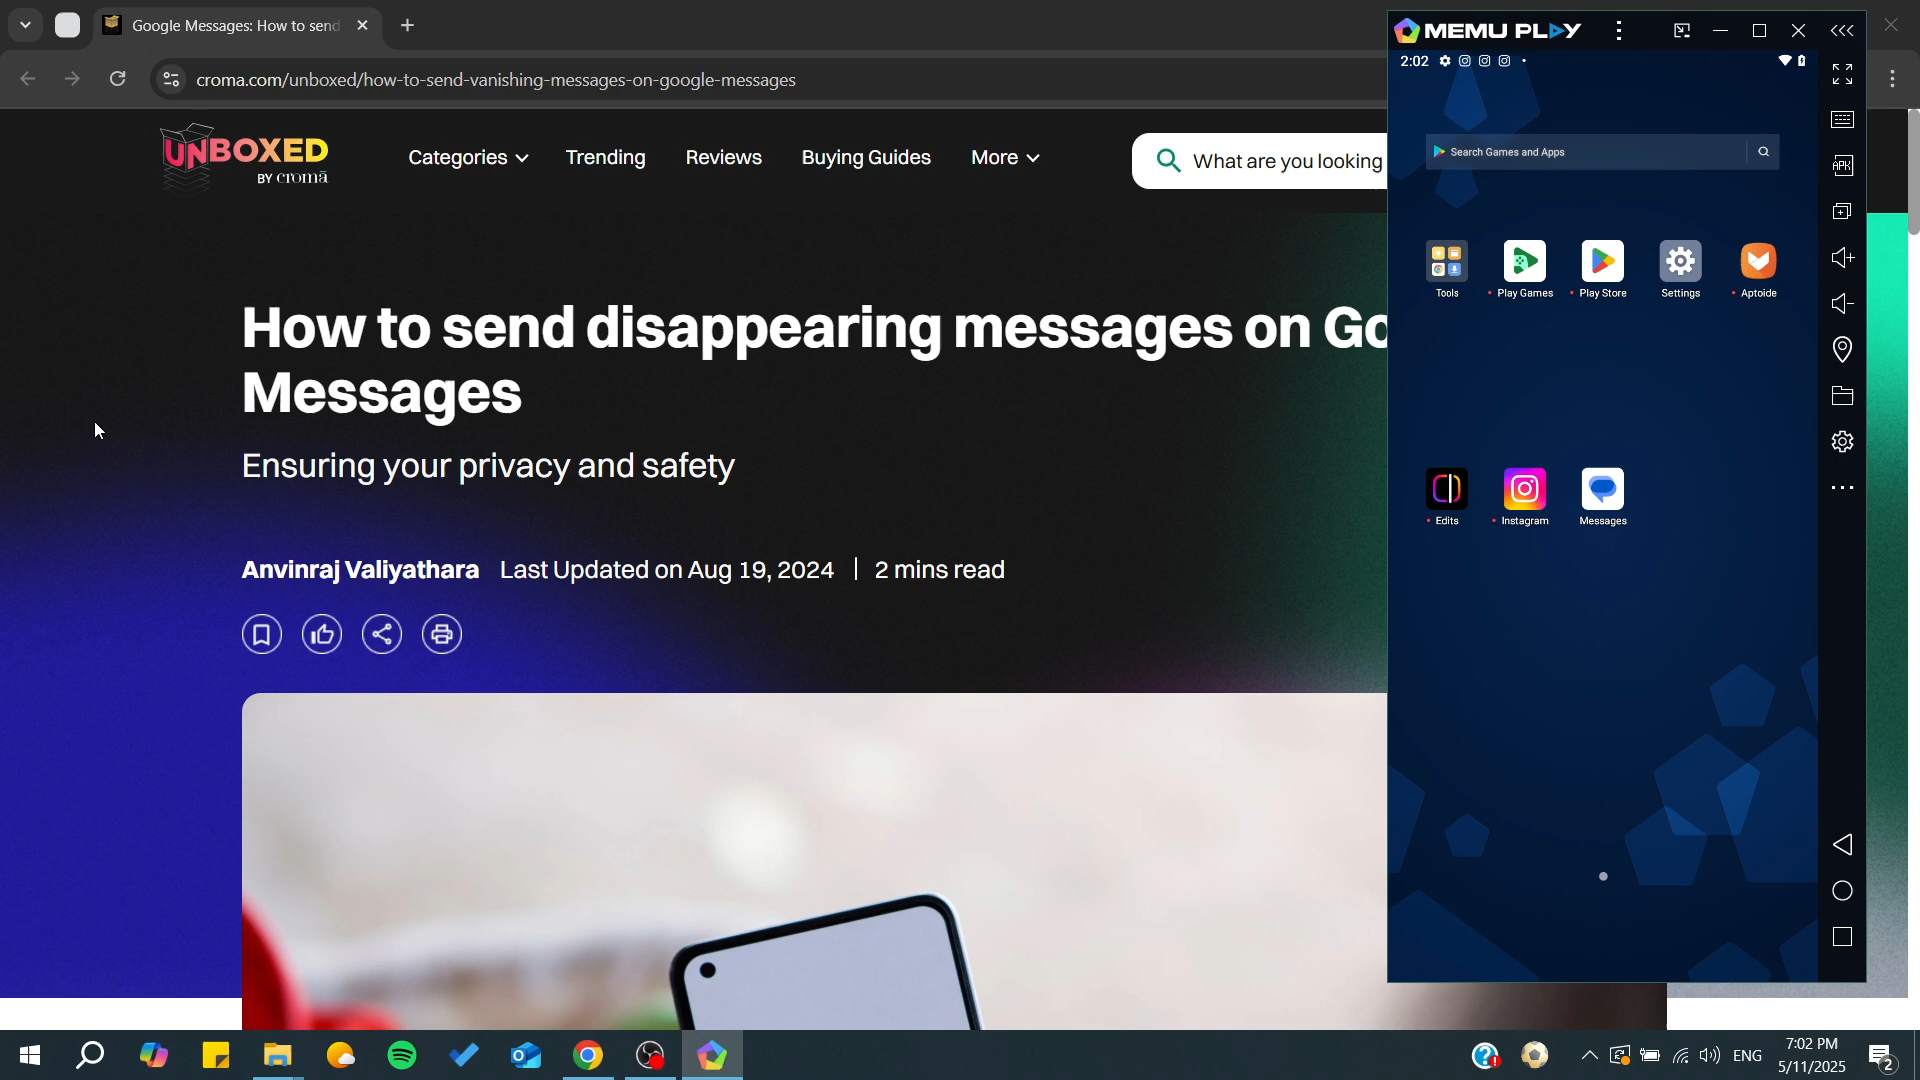 Google Messages: How to send
croma.com/unboxed/how-to-send-vanishing-messages-on-google-messages
UNBOXED
BY cromā
Categories
Trending
Reviews
Buying Guides
More
What are you looking
How to send disappearing messages on Go
Messages
Ensuring your privacy and safety
Anvinraj Valiyathara Last Updated on Aug 19, 2024 | 2 mins read
MEMU PLAY
2:02
Search Games and Apps
Tools
Play Games
Play Store
Settings
Aptoide
Edits
Instagram
Messages
APK
ENG
7:02 PM
5/11/2025
2